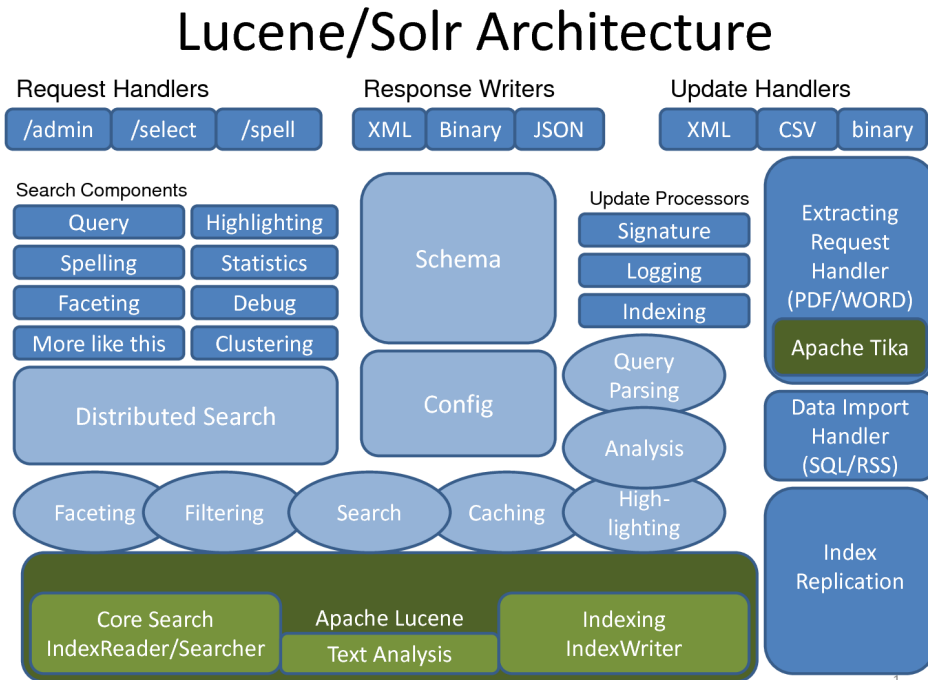 Lucene/Solr Architecture
Request Handlers
/admin
/select
/spell
Response Writers
XML
Binary
JSON
Update Handlers
XML
CSV
binary
Search Components
Query
Highlighting
Spelling
Statistics
Faceting
Debug
More like this
Clustering
Distributed Search
Schema
Config
Update Processors
Signature
Logging
Indexing
Query
Parsing
Analysis
High-
lighting
Extracting
Request
Handler
(PDF/WORD)
Apache Tika
Data Import
Handler
(SQL/RSS)
Index
Replication
Faceting
Filtering
Search
Caching
Core Search
IndexReader/Searcher
Apache Lucene
Text Analysis
Indexing
IndexWriter